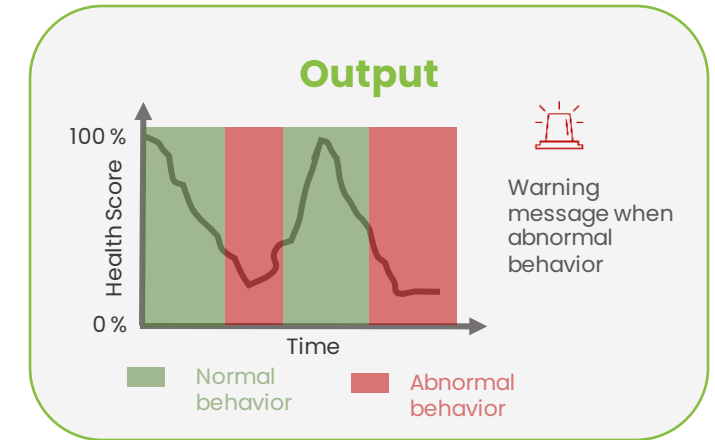 Output
100 %
Health Score
0 %
Time
Warning
message when
abnormal
behavior
Normal
behavior
Abnormal
behavior